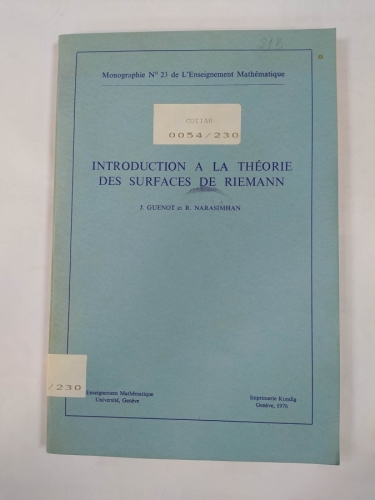 218
Monographie N° 23 de L'Enseignement Mathématique
0054/230
INTRODUCTION A LA THÉORIE
DES SURFACES DE RIEMANN
J. GUENOT et R. NARASIMHAN
/230
Enseignement Mathématique
Université, Genève
Imprimerie Kundig
Genève, 1976